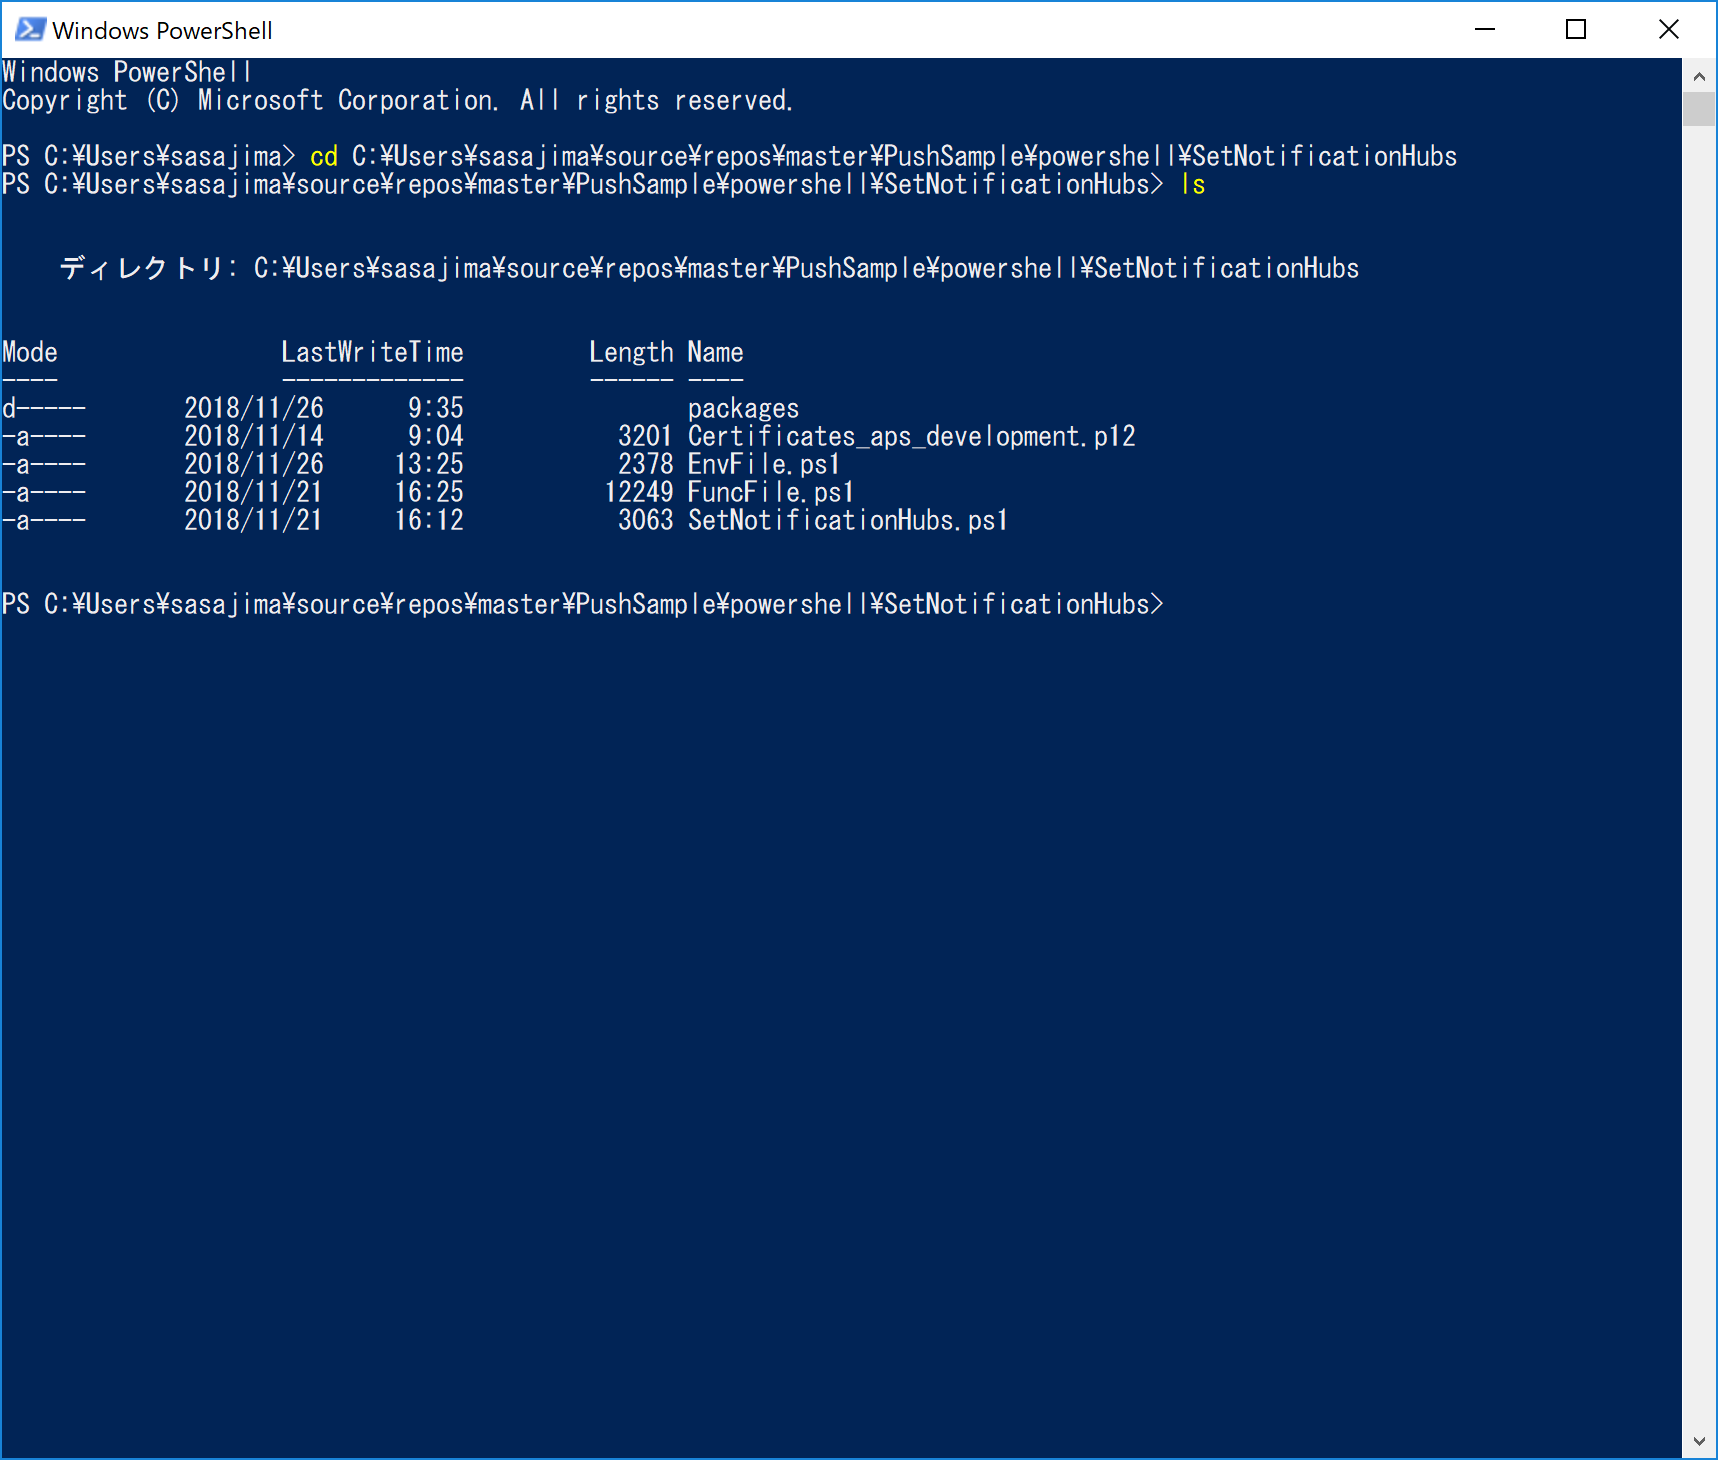 Windows PowerShell
Windows PowerShell
Copyright (C) Microsoft Corporation. All rights reserved.
PS C:¥Users¥sasajima> cd C:¥Users¥sasajima¥source¥repos¥master¥PushSample¥powershell¥SetNotificationHubs
PS C:¥Users¥sasajima¥source¥repos¥master¥PushSample¥powershell¥SetNotificationHubs> ls
ディレクトリ: C:¥Users¥sasajima¥source¥repos¥master¥PushSample¥powershell¥SetNotificationHubs
Mode                LastWriteTime         Length Name
----                -------------         ------ ----
d-----       2018/11/26      9:35                packages
-a----       2018/11/14      9:04           3201 Certificates_aps_development.p12
-a----       2018/11/26     13:25           2378 EnvFile.ps1
-a----       2018/11/21     16:25          12249 FuncFile.ps1
-a----       2018/11/21     16:12           3063 SetNotificationHubs.ps1
PS C:¥Users¥sasajima¥source¥repos¥master¥PushSample¥powershell¥SetNotificationHubs>